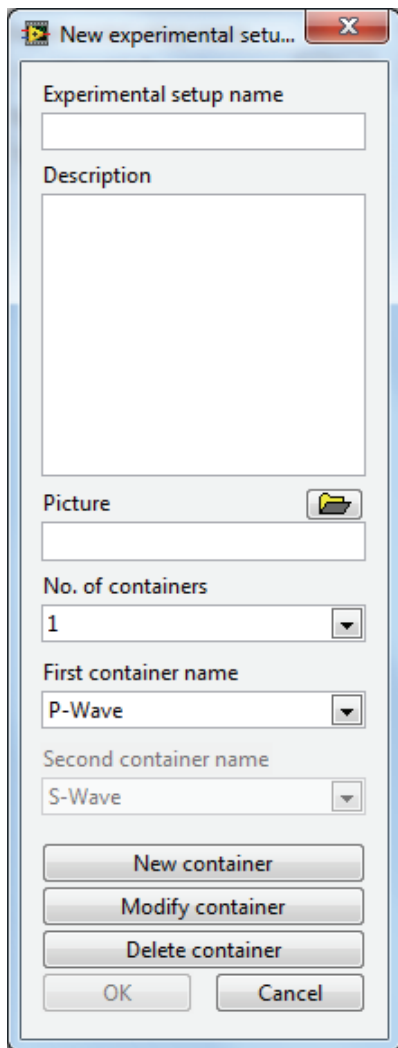 New experimental setu...
Experimental setup name
Description
Picture
No. of containers
1
First container name
P-Wave
Second container name
S-Wave
New container
Modify container
Delete container
OK Cancel